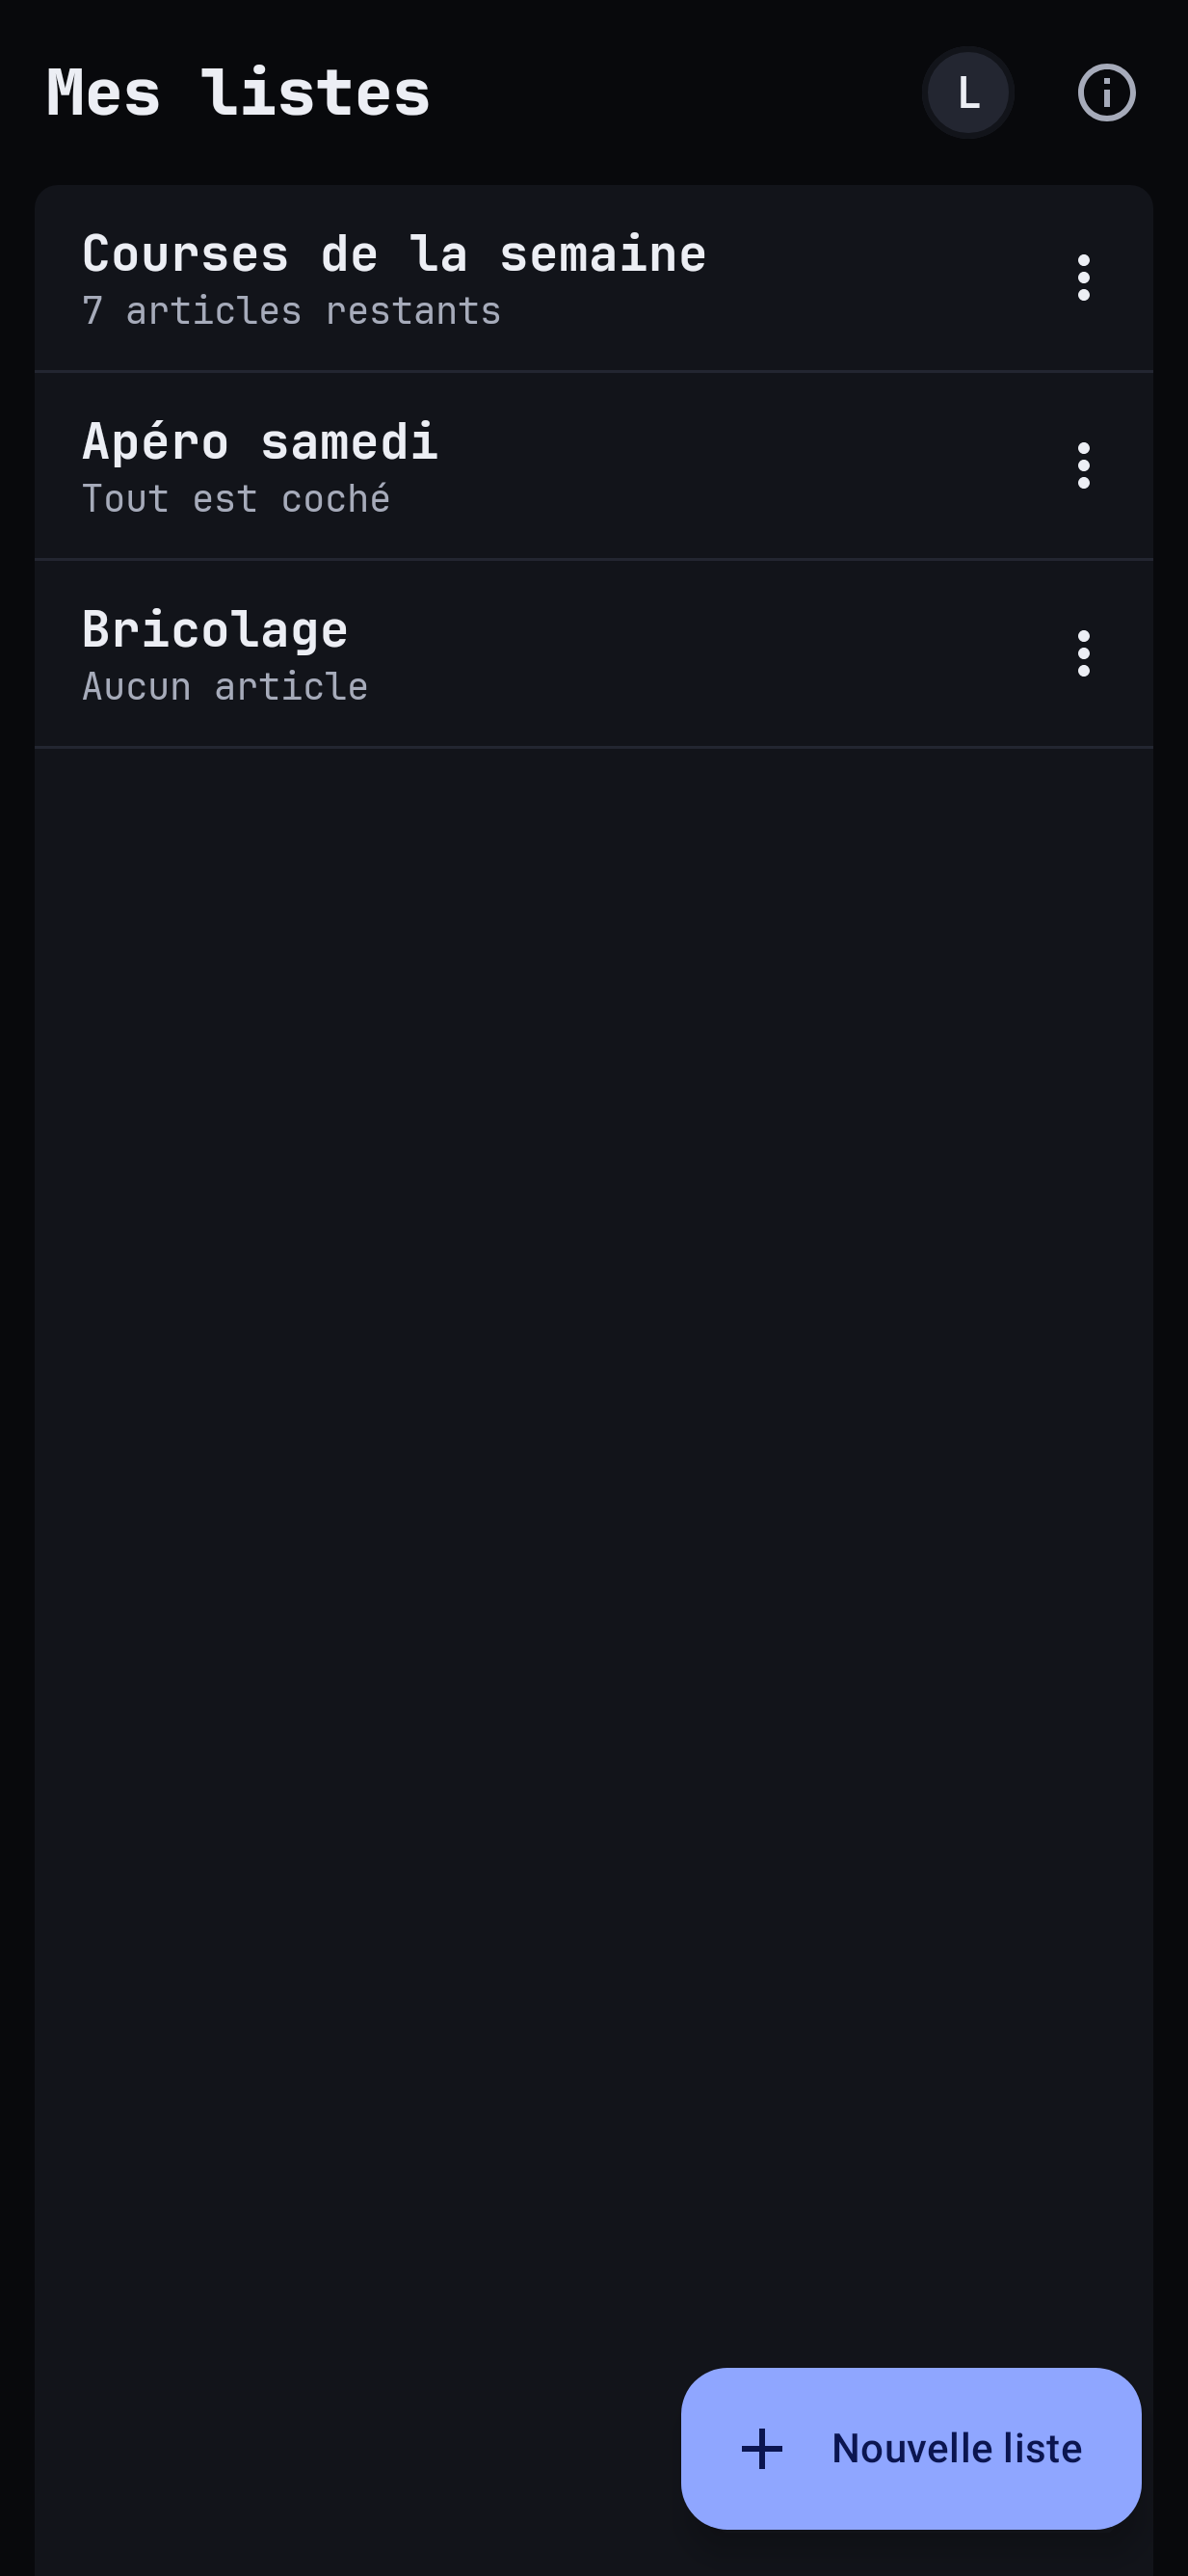 Mes listes
L
Courses de la semaine
7 articles restants
Apéro samedi
Tout est coché
Bricolage
Aucun article
Nouvelle liste